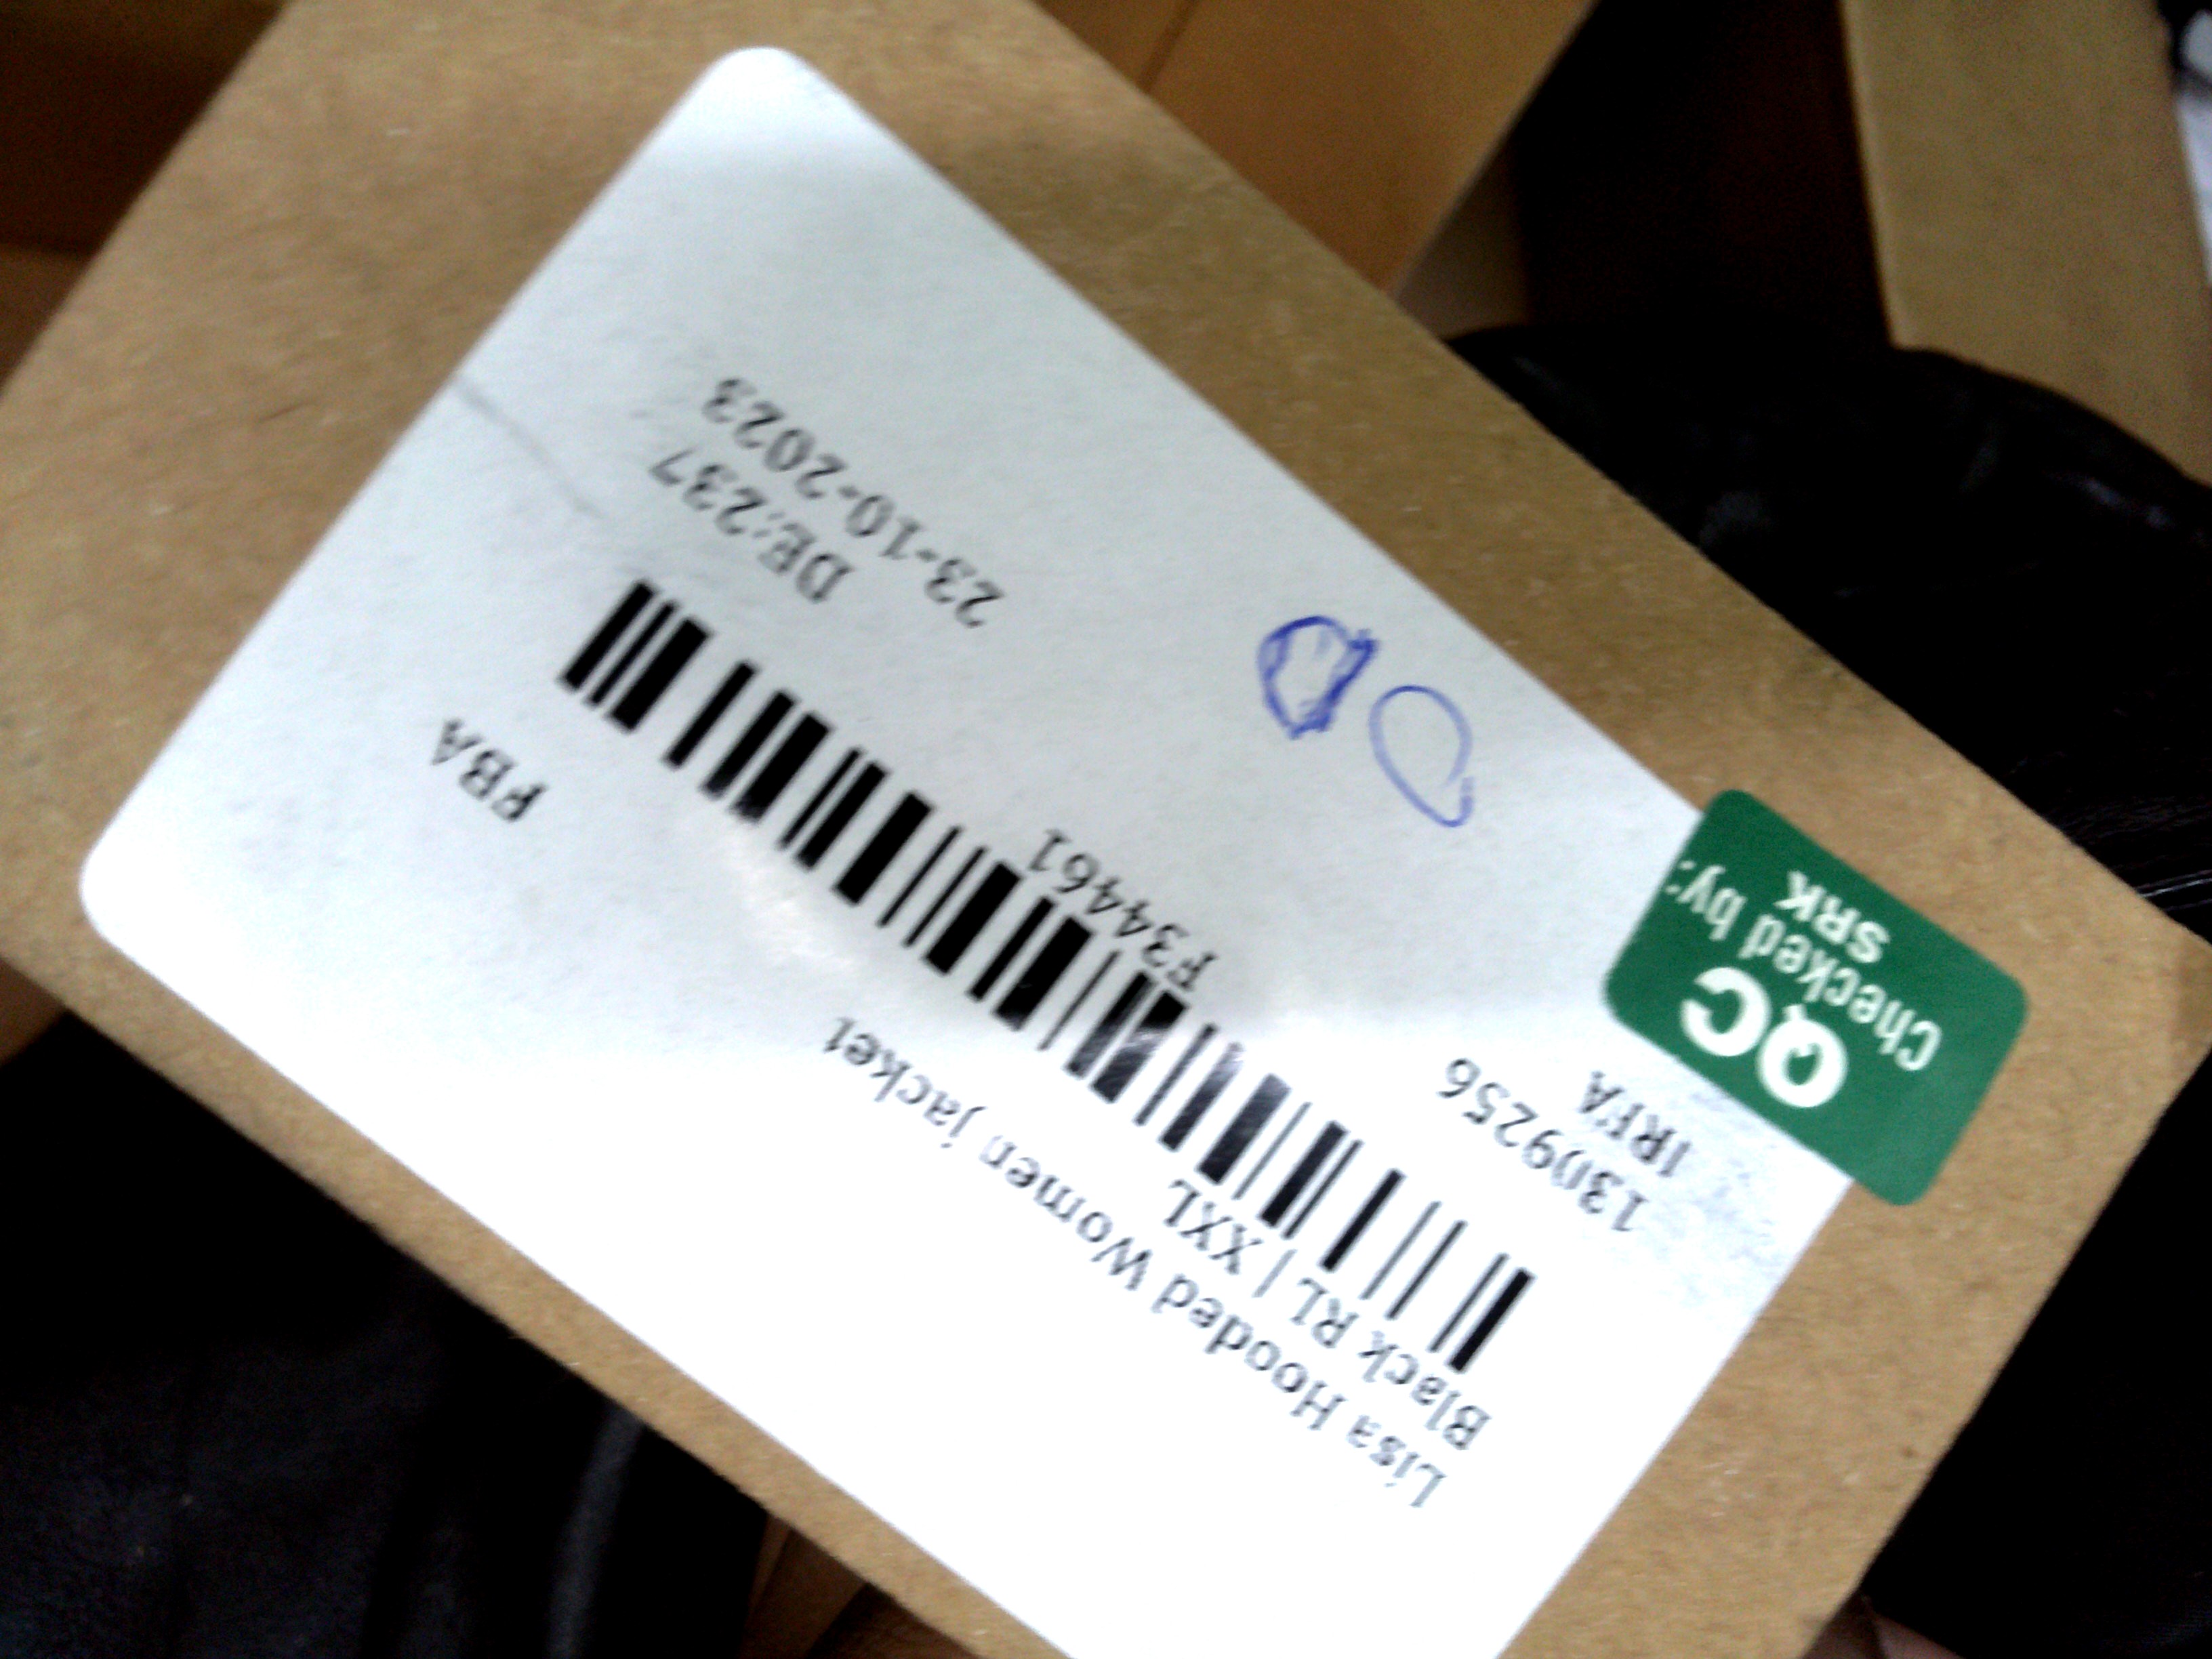 Lisa Hooded Women jacket
Black RL | XXL
FBA
F34461
1309256
DE:237
IRFA
23-10-2023
QC
Checked by:
SRK